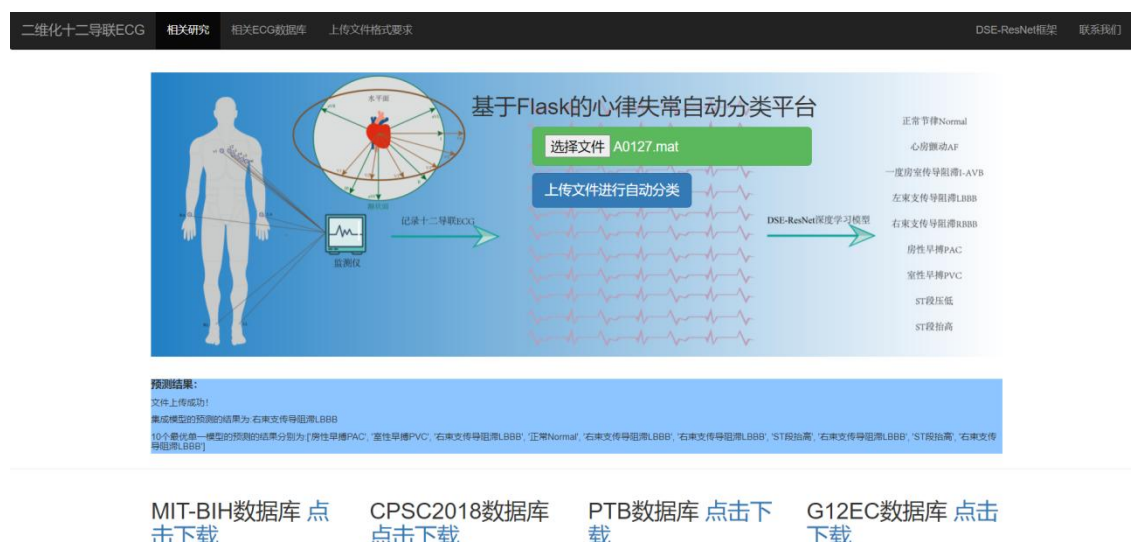 二维化十二导联ECG 相关研究 相关ECG数据库 上传文件格式要求 DSE-ResNet框架 联系我们
水平面
基于Flask的心律失常自动分类平台
选择文件 A0127.mat
上传文件进行自动分类
额状面
监测仪
记录十二导联ECG
DSE-ResNet深度学习模型
正常节律Normal
心房颤动AF
一度房室传导阻滞I-AVB
左束支传导阻滞LBBB
右束支传导阻滞RBBB
房性早搏PAC
室性早搏PVC
ST段压低
ST段抬高
预测结果：
文件上传成功！
集成模型的预测的结果为 右束支传导阻滞LBBB
10个最优单一模型的预测的结果分别为 ['房性早搏PAC', '室性早搏PVC', '右束支传导阻滞LBBB', '正常Normal', '右束支传导阻滞LBBB', '右束支传导阻滞LBBB', 'ST段抬高', '右束支传导阻滞LBBB', 'ST段抬高', '右束支传
导阻滞LBBB']
MIT-BIH数据库 点
击下载
CPSC2018数据库
点击下载
PTB数据库 点击下
载
G12EC数据库 点击
下载